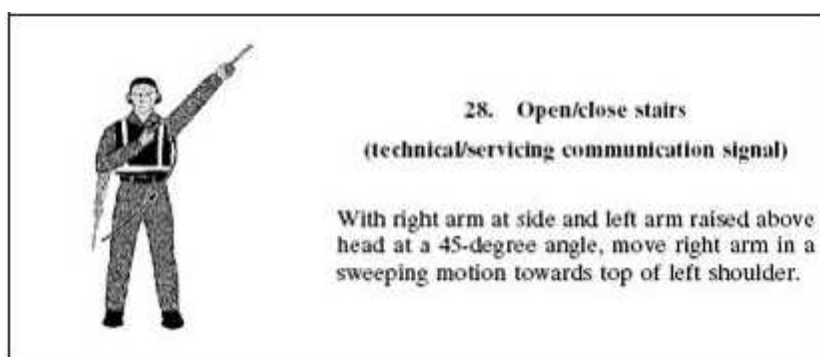 28. Open/close stairs
(technical/servicing communication signal)
With right arm at side and left arm raised above
head at a 45-degree angle, move right arm in a
sweeping motion towards top of left shoulder.